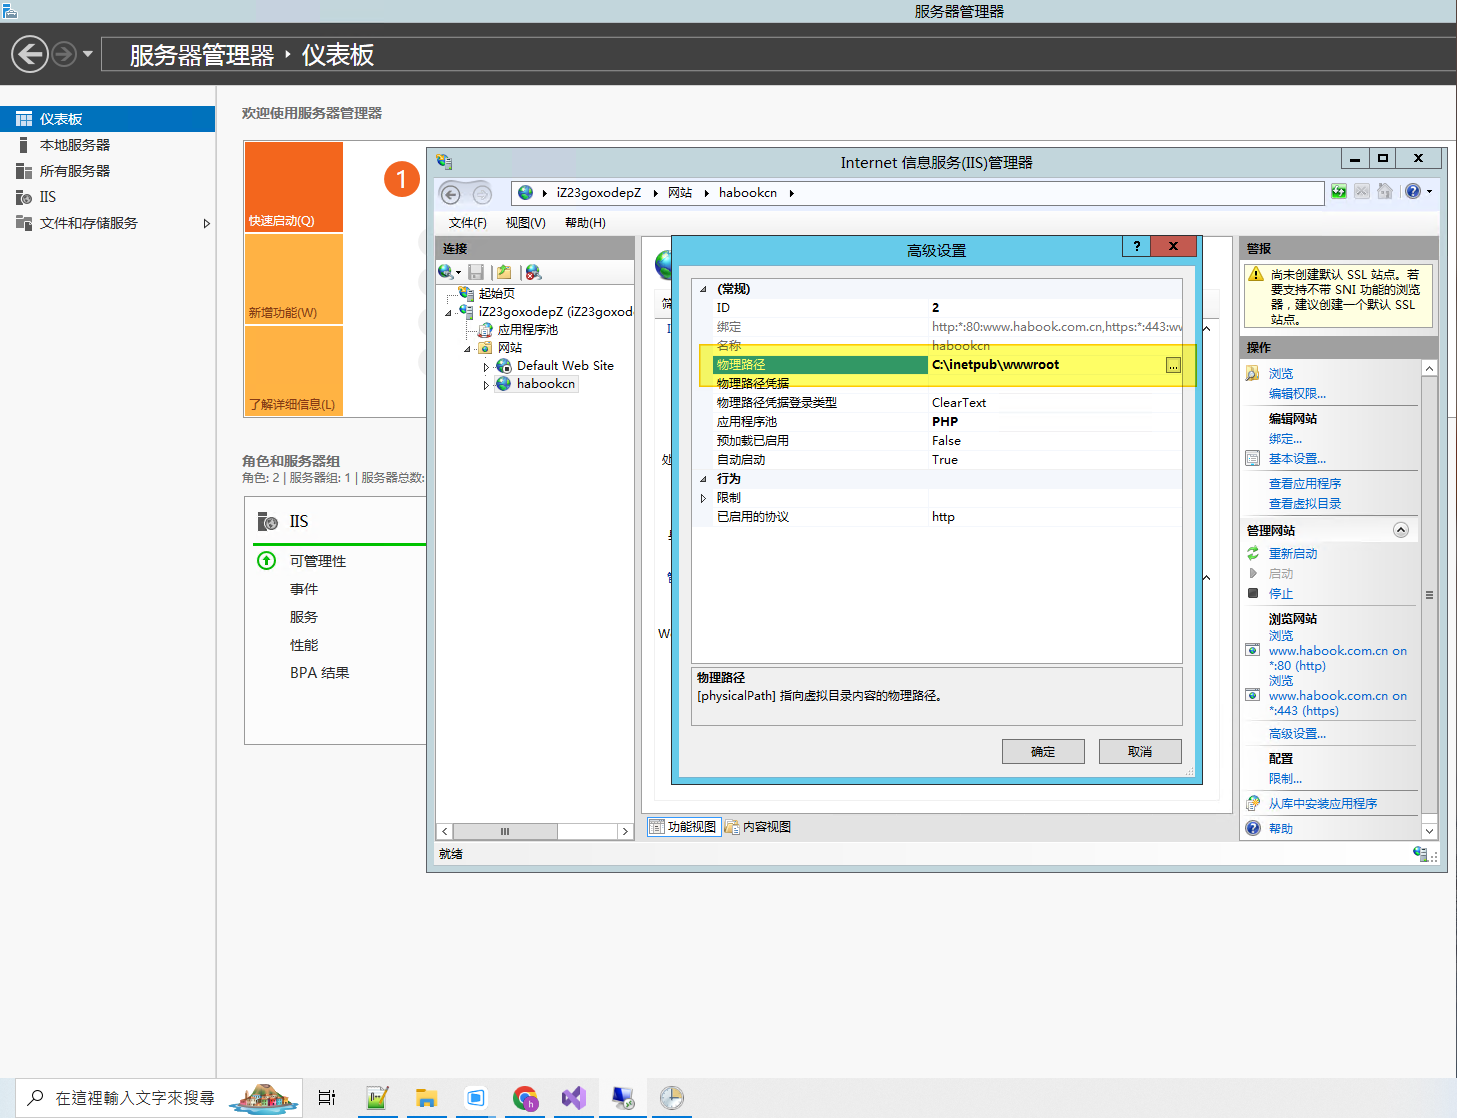 服务器管理器
服务器管理器 · 仪表板
仪表板
本地服务器
所有服务器
IIS
文件和存储服务
欢迎使用服务器管理器
快速启动(Q)
新增功能(W)
了解详细信息(L)
1
角色和服务器组
角色: 2 | 服务器组: 1 | 服务器总数:
IIS
可管理性
事件
服务
性能
BPA 结果
Internet 信息服务(IIS)管理器
iZ23goxodepZ
网站
habookcn
文件(F)
视图(V)
帮助(H)
连接
起始页
iZ23goxodepZ (iZ23goxod
应用程序池
网站
Default Web Site
habookcn
高级设置
?
X
(常规)
ID 2
绑定 http:*:80:www.habook.com.cn,https:*:443:ww
名称 habookcn
物理路径 C:\inetpub\wwwroot
...
物理路径凭据
物理路径凭据登录类型 ClearText
应用程序池 PHP
预加载已启用 False
自动启动 True
行为
限制
已启用的协议 http
物理路径
[physicalPath] 指向虚拟目录内容的物理路径。
确定
取消
功能视图
内容视图
就绪
警报
尚未创建默认 SSL 站点。若
要支持不带 SNI 功能的浏览
器，建议创建一个默认 SSL
站点。
操作
浏览
编辑权限...
编辑网站
绑定...
基本设置...
查看应用程序
查看虚拟目录
管理网站
重新启动
启动
停止
浏览网站
浏览
www.habook.com.cn on
*:80 (http)
浏览
www.habook.com.cn on
*:443 (https)
高级设置...
配置
限制...
从库中安装应用程序
帮助
在這裡輸入文字來搜尋